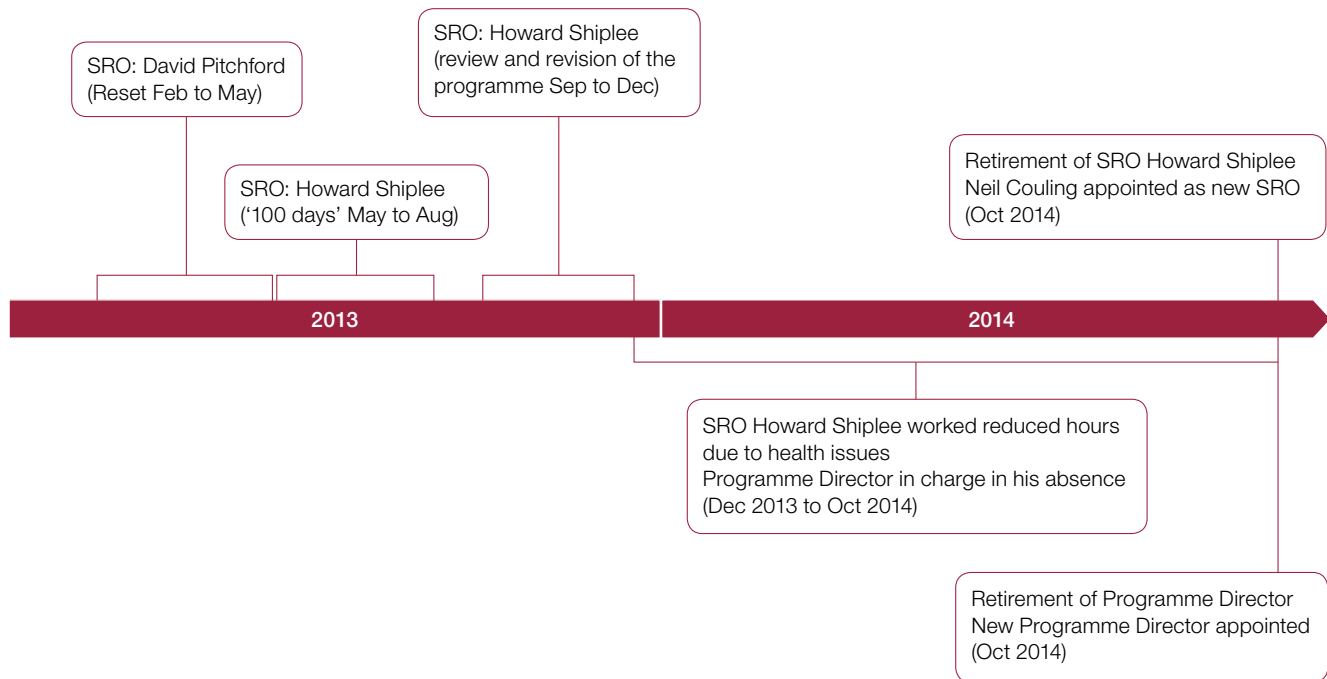 SRO: David Pitchford
(Reset Feb to May)
SRO: Howard Shiplee
(‘100 days’ May to Aug)
SRO: Howard Shiplee
(review and revision of the
programme Sep to Dec)
Retirement of SRO Howard Shiplee
Neil Couling appointed as new SRO
(Oct 2014)
2013
2014
SRO Howard Shiplee worked reduced hours
due to health issues
Programme Director in charge in his absence
(Dec 2013 to Oct 2014)
Retirement of Programme Director
New Programme Director appointed
(Oct 2014)